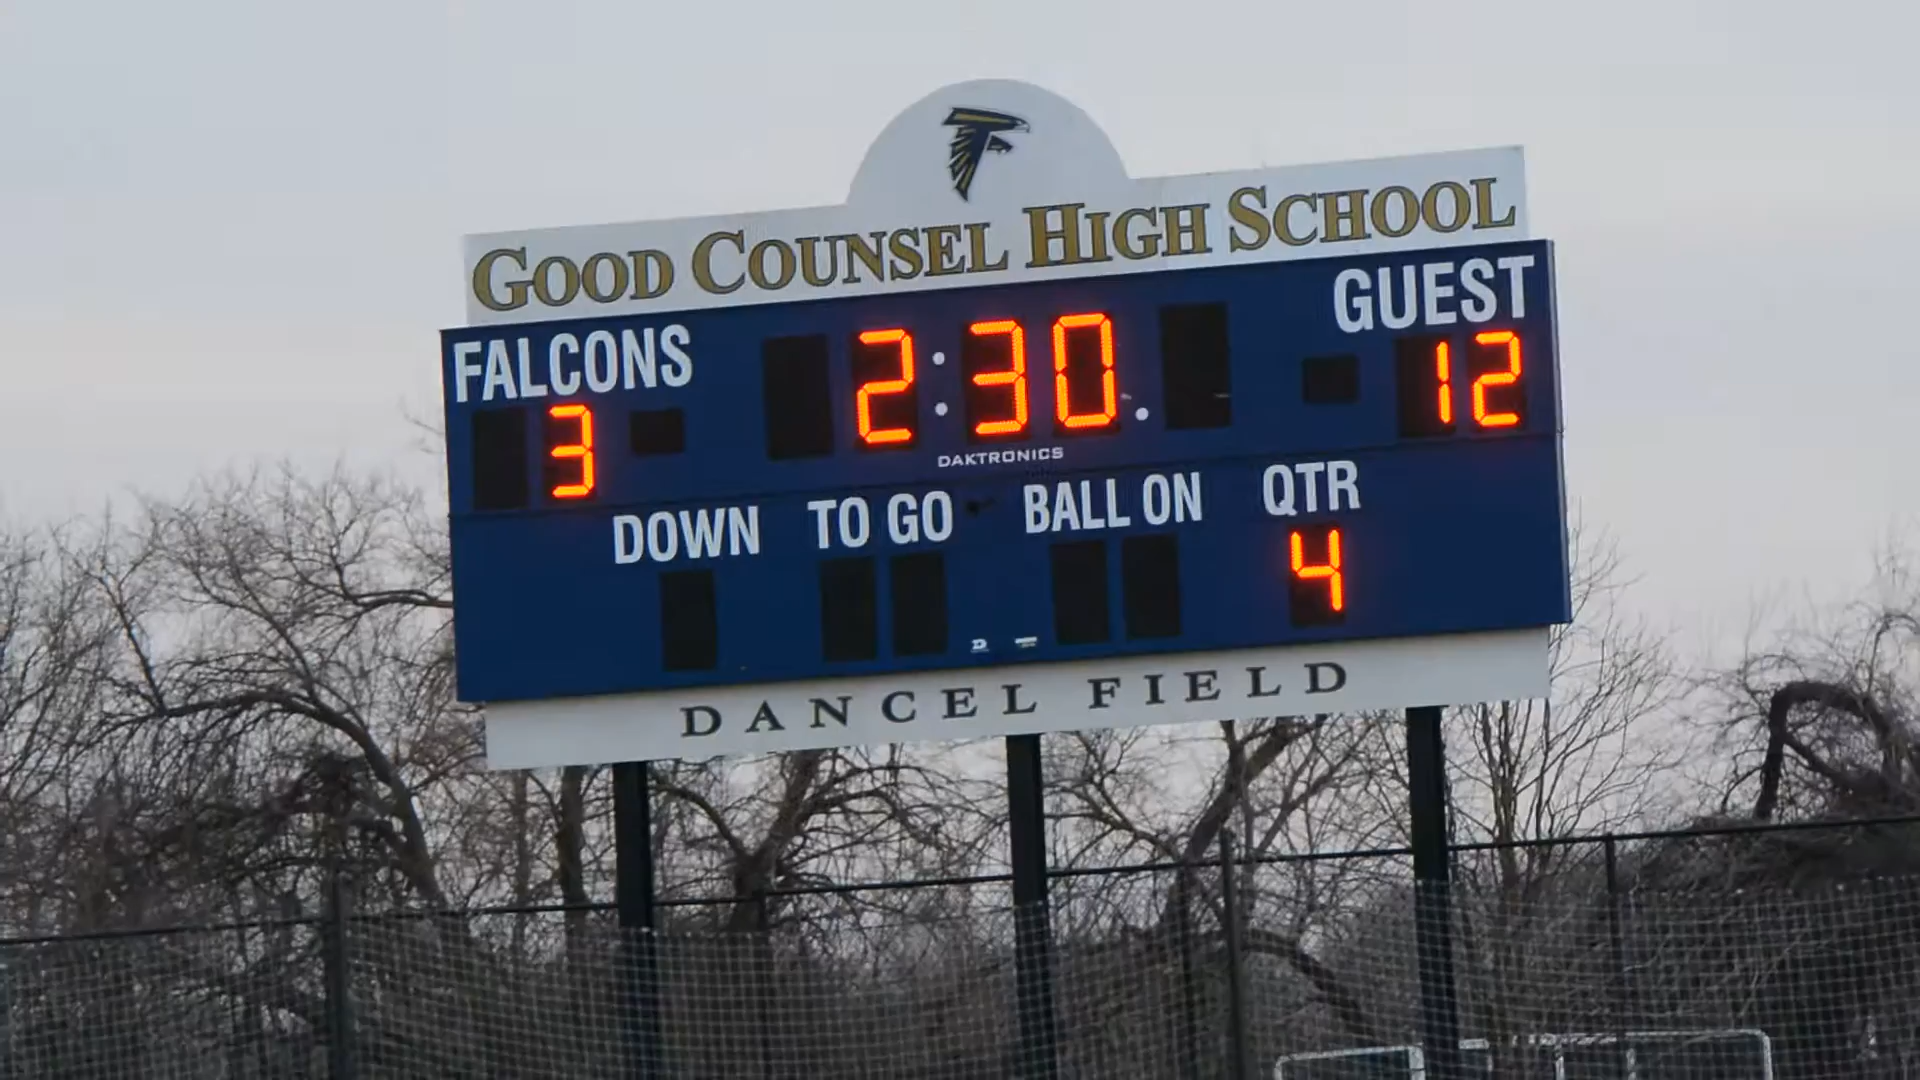 GOOD COUNSEL HIGH SCHOOL
FALCONS
2:30.
GUEST
3
12
DAKTRONICS
DOWN TO GO BALL ON QTR
4
DANCEL FIELD